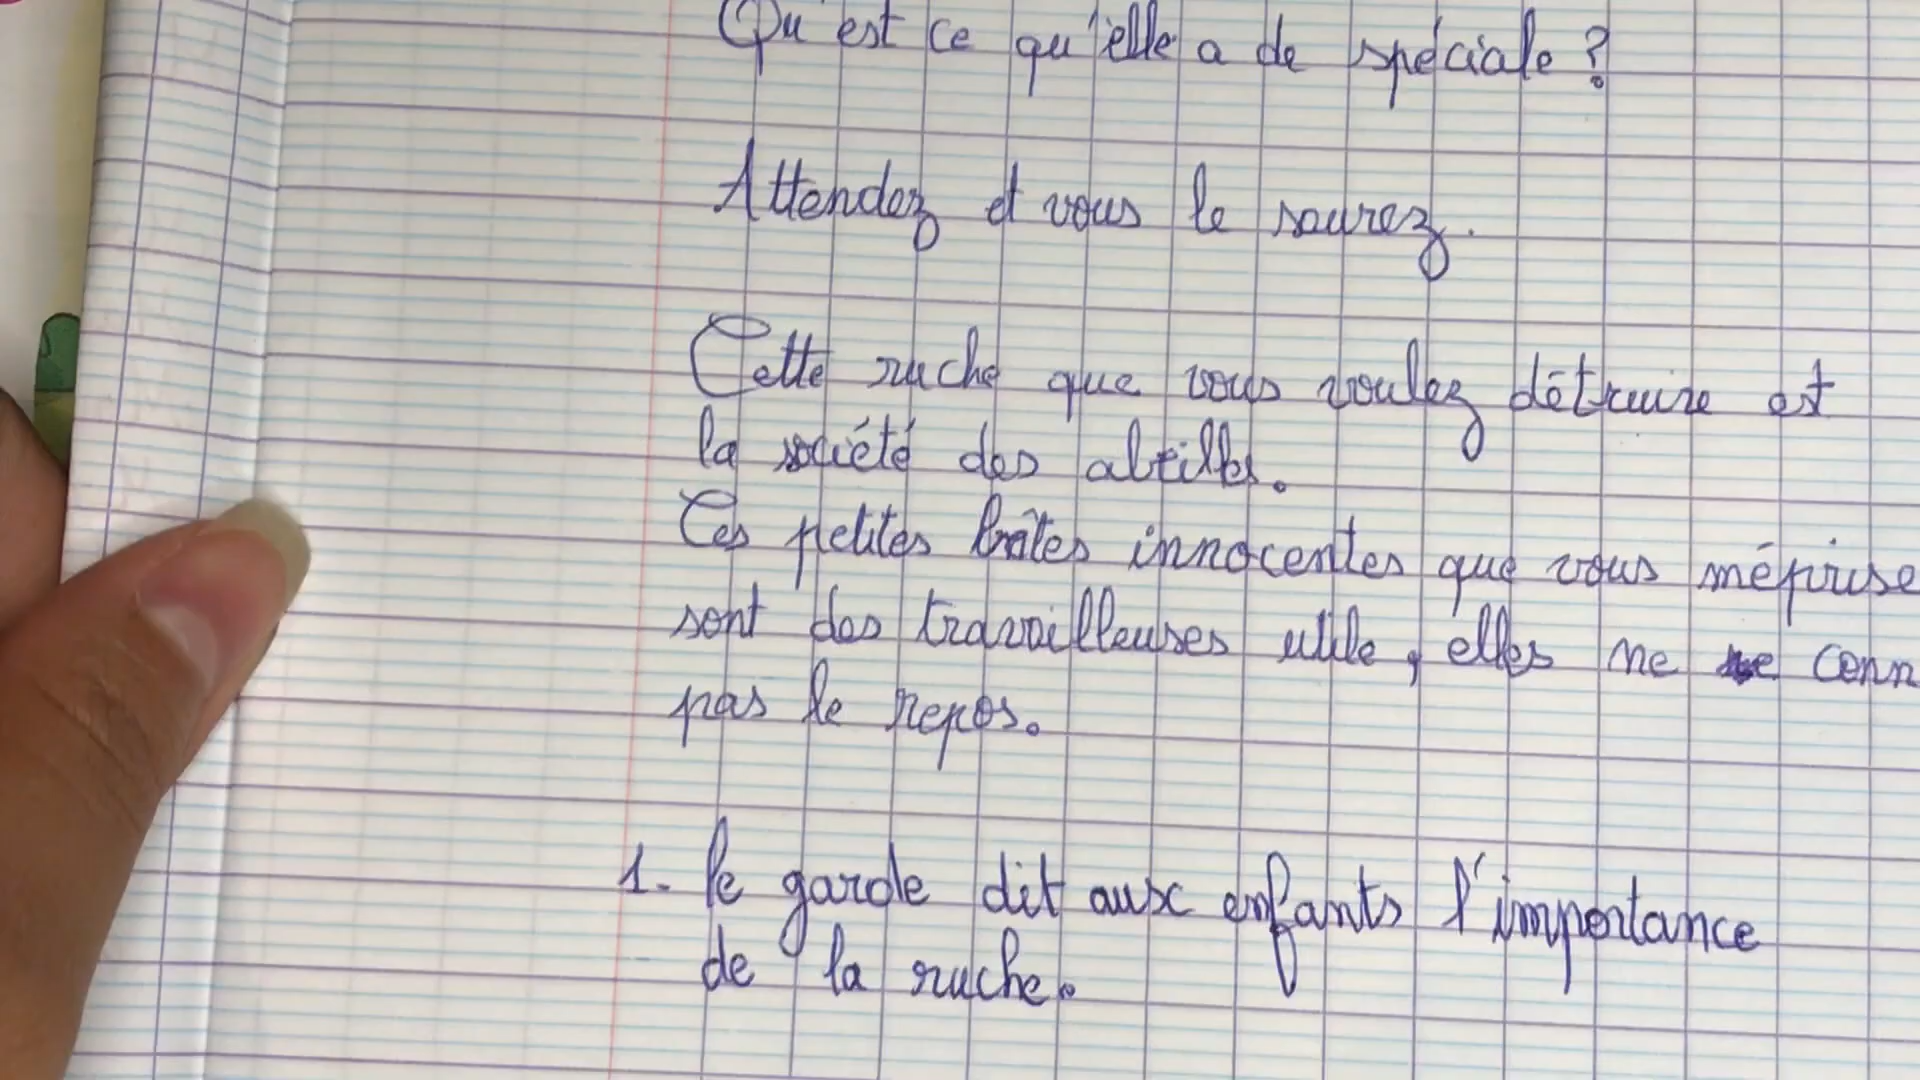 Qu'est ce qu'elle a de spéciale ?
Attendez et vous le saurez.
Cette ruche que vous voulez détruire est
la société des abeilles.
Ces petites bêtes innocentes que vous méprise
sont des travailleuses utile, elles ne conn
pas le repos.
1. le garde dit aux enfants l'importance
de la ruche.